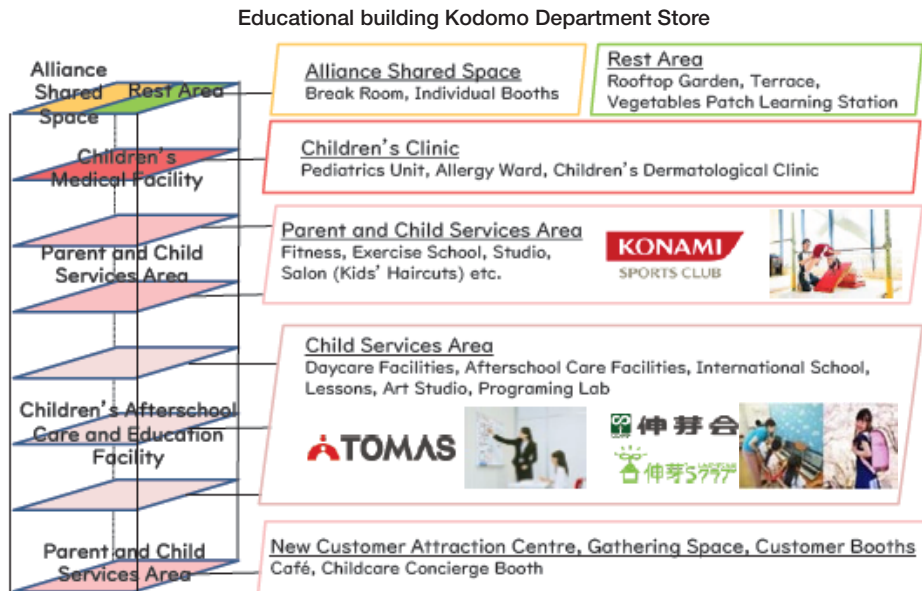 Educational building Kodomo Department Store
Alliance
Shared
Space
Rest Area
Alliance Shared Space
Break Room, Individual Booths
Rest Area
Rooftop Garden, Terrace,
Vegetables Patch Learning Station
Children's
Medical Facility
Children's Clinic
Pediatrics Unit, Allergy Ward, Children's Dermatological Clinic
Parent and Child
Services Area
Parent and Child Services Area
Fitness, Exercise School, Studio,
Salon (Kids' Haircuts) etc.
KONAMI
SPORTS CLUB
Children's Afterschool
Care and Education
Facility
Child Services Area
Daycare Facilities, Afterschool Care Facilities, International School,
Lessons, Art Studio, Programing Lab
TOMAS
伸芽会
伸芽'Sクラブ
Parent and Child
Services Area
New Customer Attraction Centre, Gathering Space, Customer Booths
Café, Childcare Concierge Booth